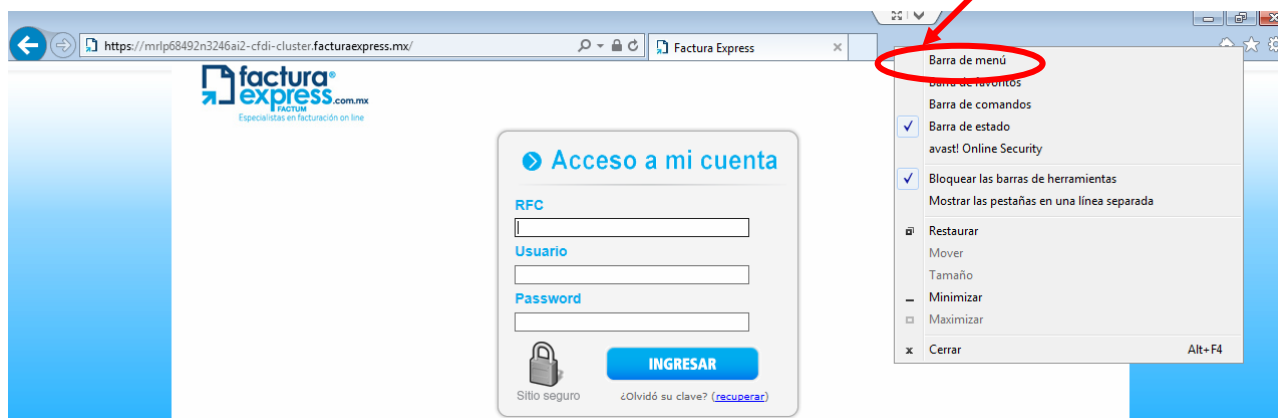 https://mrlp68492n3246ai2-cfdi-cluster.facturaexpress.mx/
Factura Express
factura®
express.com.mx
FACTUM
Especialistas en facturación on line
Acceso a mi cuenta
RFC
Usuario
Password
INGRESAR
Sitio seguro
¿Olvidó su clave? (recuperar)
Barra de menú
Barra de favoritos
Barra de comandos
Barra de estado
avast! Online Security
Bloquear las barras de herramientas
Mostrar las pestañas en una línea separada
Restaurar
Mover
Tamaño
Minimizar
Maximizar
Cerrar Alt+F4